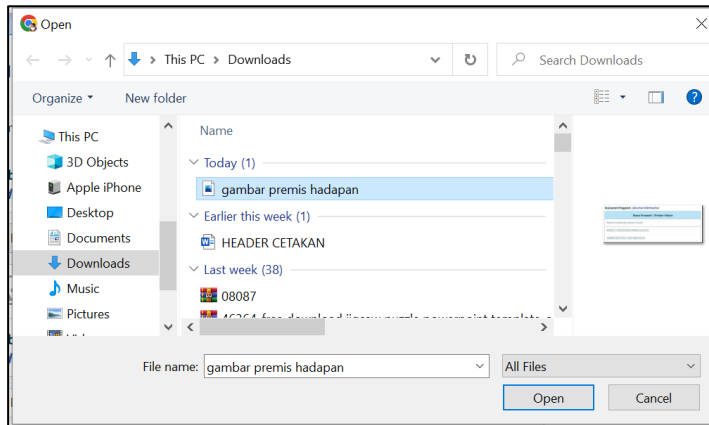 Open
This PC > Downloads
Search Downloads
Organize
New folder
This PC
3D Objects
Apple iPhone
Desktop
Documents
Downloads
Music
Pictures
Name
Today (1)
gambar premis hadapan
Earlier this week (1)
HEADER CETAKAN
Last week (38)
08087
File name: gambar premis hadapan
All Files
Open
Cancel